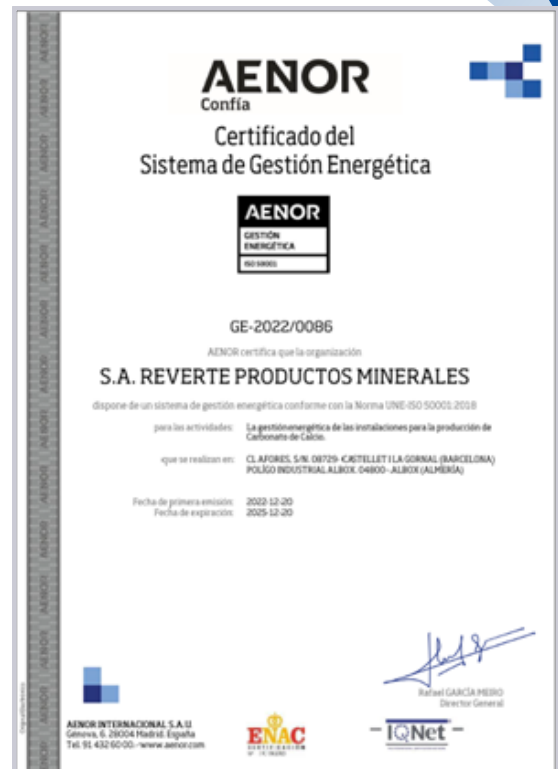 AENOR
Confía
Certificado del
Sistema de Gestión Energética
AENOR
GESTIÓN
ENERGÉTICA
ISO 50001
GE-2022/0086
AENOR certifica que la organización
S.A. REVERTE PRODUCTOS MINERALES
dispone de un sistema de gestión energética conforme con la Norma UNE-ISO 50001:2018
para las actividades: La gestión energética de las instalaciones para la producción de
Carbonato de Calcio.
que se realizan en: CL AFORES, S/N. 08729 - CASTELLET I LA GORNAL (BARCELONA)
POLÍGO INDUSTRIAL ALBOX. 04800 - ALBOX (ALMERÍA)
Fecha de primera emisión: 2022-12-20
Fecha de expiración: 2025-12-20
Rafael GARCÍA MEIRO
Director General
AENOR INTERNACIONAL S.A.U.
Génova, 6. 28004 Madrid. España
Tel. 91 432 60 00.- www.aenor.com
ENAC
CERTIFICACIÓN
IQNet